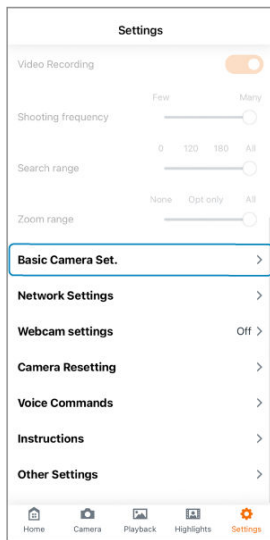 Settings
Video Recording
Few Many
Shooting frequency
0 120 180 All
Search range
None Opt only All
Zoom range
Basic Camera Set.
Network Settings
Webcam settings Off
Camera Resetting
Voice Commands
Instructions
Other Settings
Home Camera Playback Highlights Settings